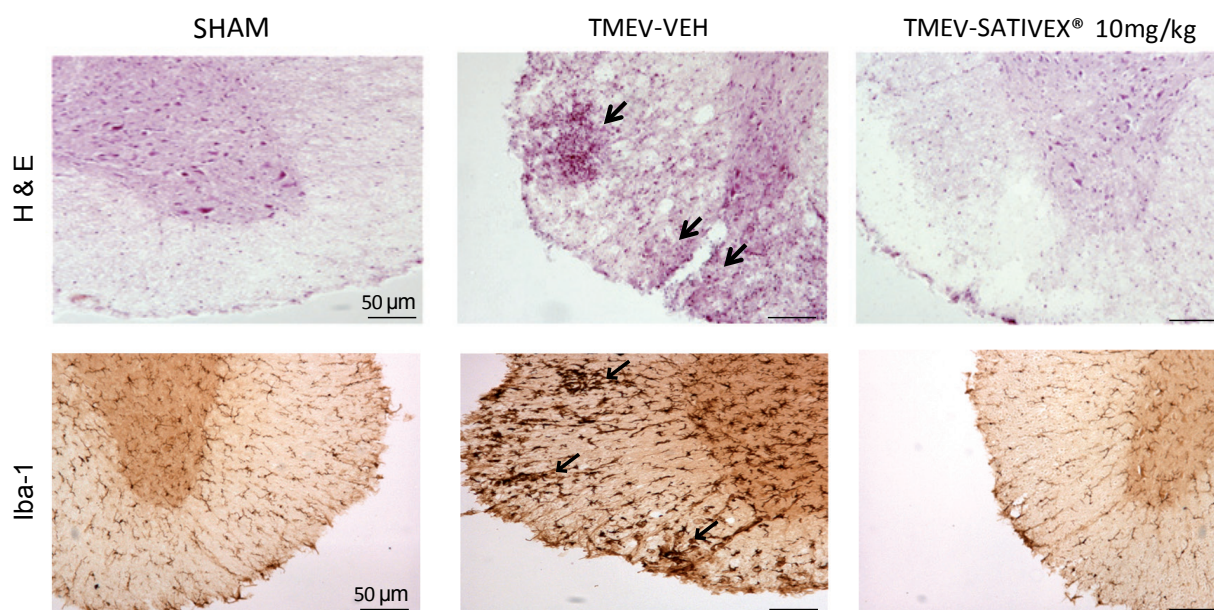 SHAM
TMEV-VEH
TMEV-SATIVEX® 10mg/kg
H & E
50 µm
Iba-1
50 µm